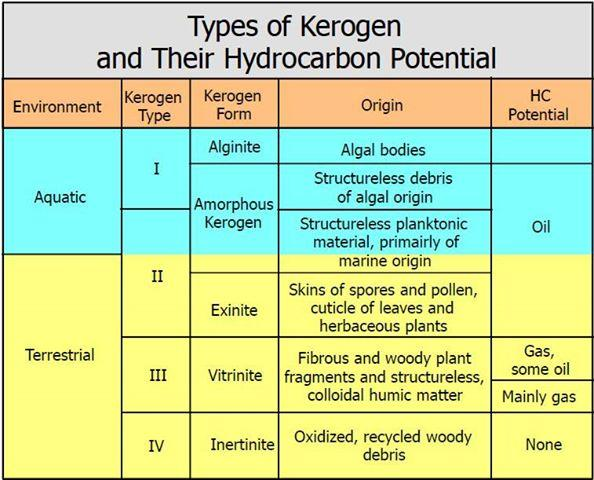 Types of Kerogen
and Their Hydrocarbon Potential
Environment
Kerogen
Type
Kerogen
Form
Origin
HC
Potential
Aquatic
I
Alginite
Algal bodies
Amorphous
Kerogen
Structureless debris
of algal origin
Structureless planktonic
material, primairly of
marine origin
Oil
Terrestrial
II
Exinite
Skins of spores and pollen,
cuticle of leaves and
herbaceous plants
III
Vitrinite
Fibrous and woody plant
fragments and structureless,
colloidal humic matter
Gas,
some oil
Mainly gas
IV
Inertinite
Oxidized, recycled woody
debris
None